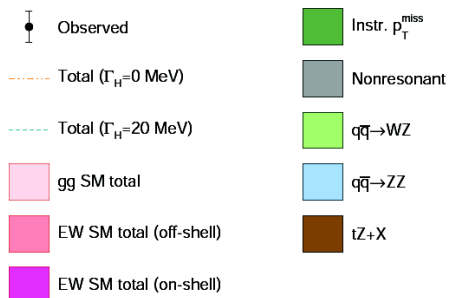 Observed
Total (Γ_H=0 MeV)
Total (Γ_H=20 MeV)
gg SM total
EW SM total (off-shell)
EW SM total (on-shell)
Instr. p_T^miss
Nonresonant
qq̅→WZ
qq̅→ZZ
tZ+X